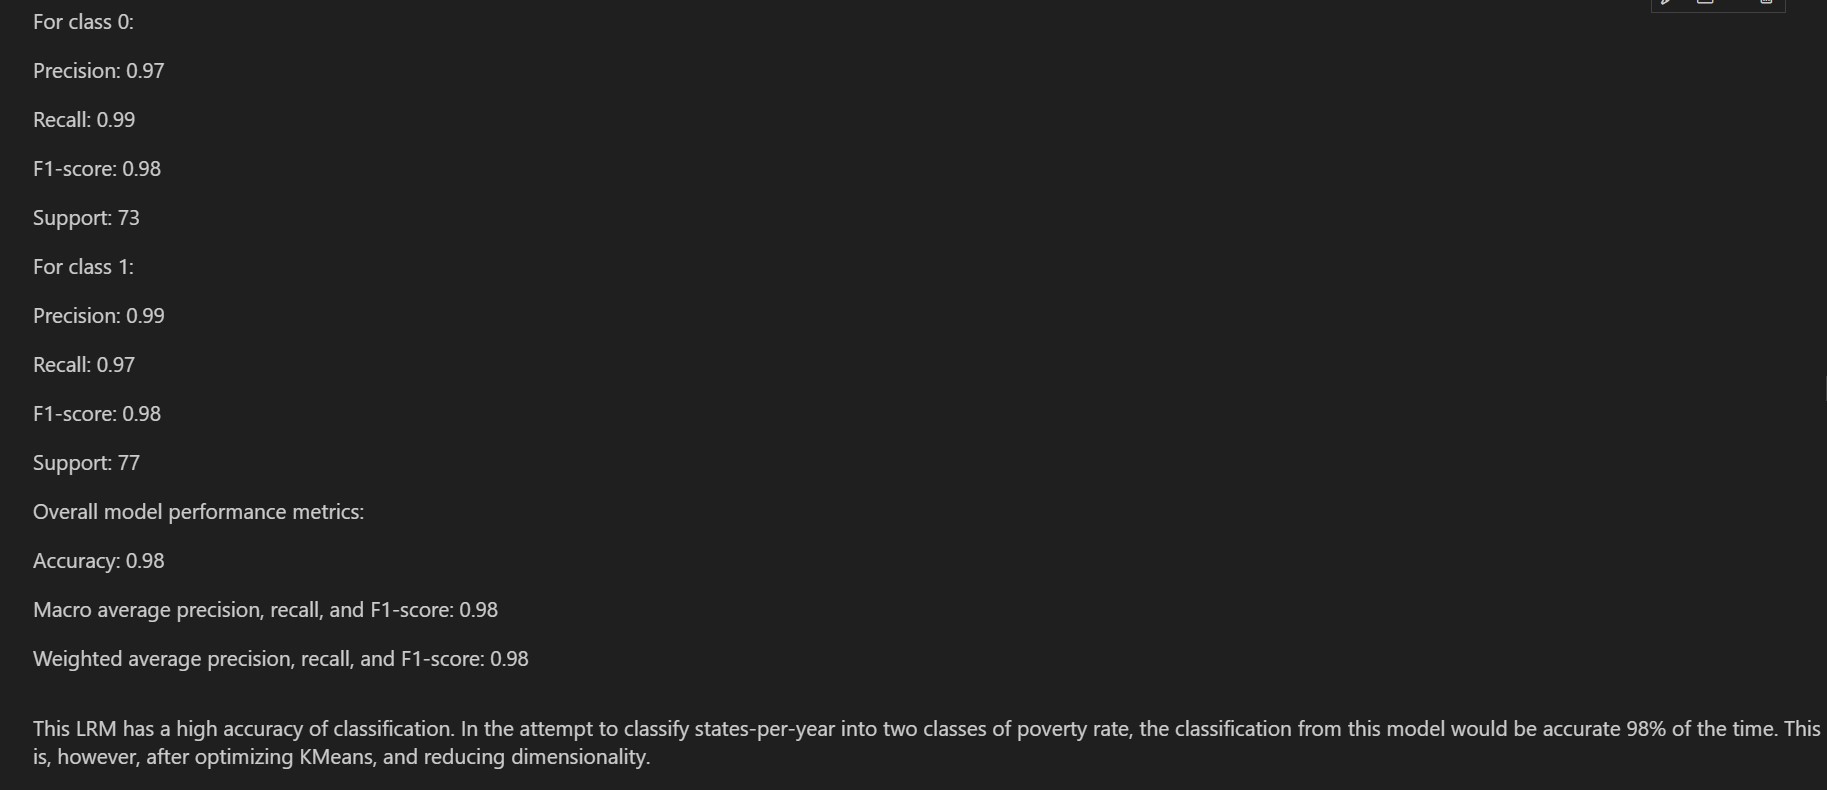 For class 0:
Precision: 0.97
Recall: 0.99
F1-score: 0.98
Support: 73
For class 1:
Precision: 0.99
Recall: 0.97
F1-score: 0.98
Support: 77
Overall model performance metrics:
Accuracy: 0.98
Macro average precision, recall, and F1-score: 0.98
Weighted average precision, recall, and F1-score: 0.98
This LRM has a high accuracy of classification. In the attempt to classify states-per-year into two classes of poverty rate, the classification from this model would be accurate 98% of the time. This
is, however, after optimizing KMeans, and reducing dimensionality.